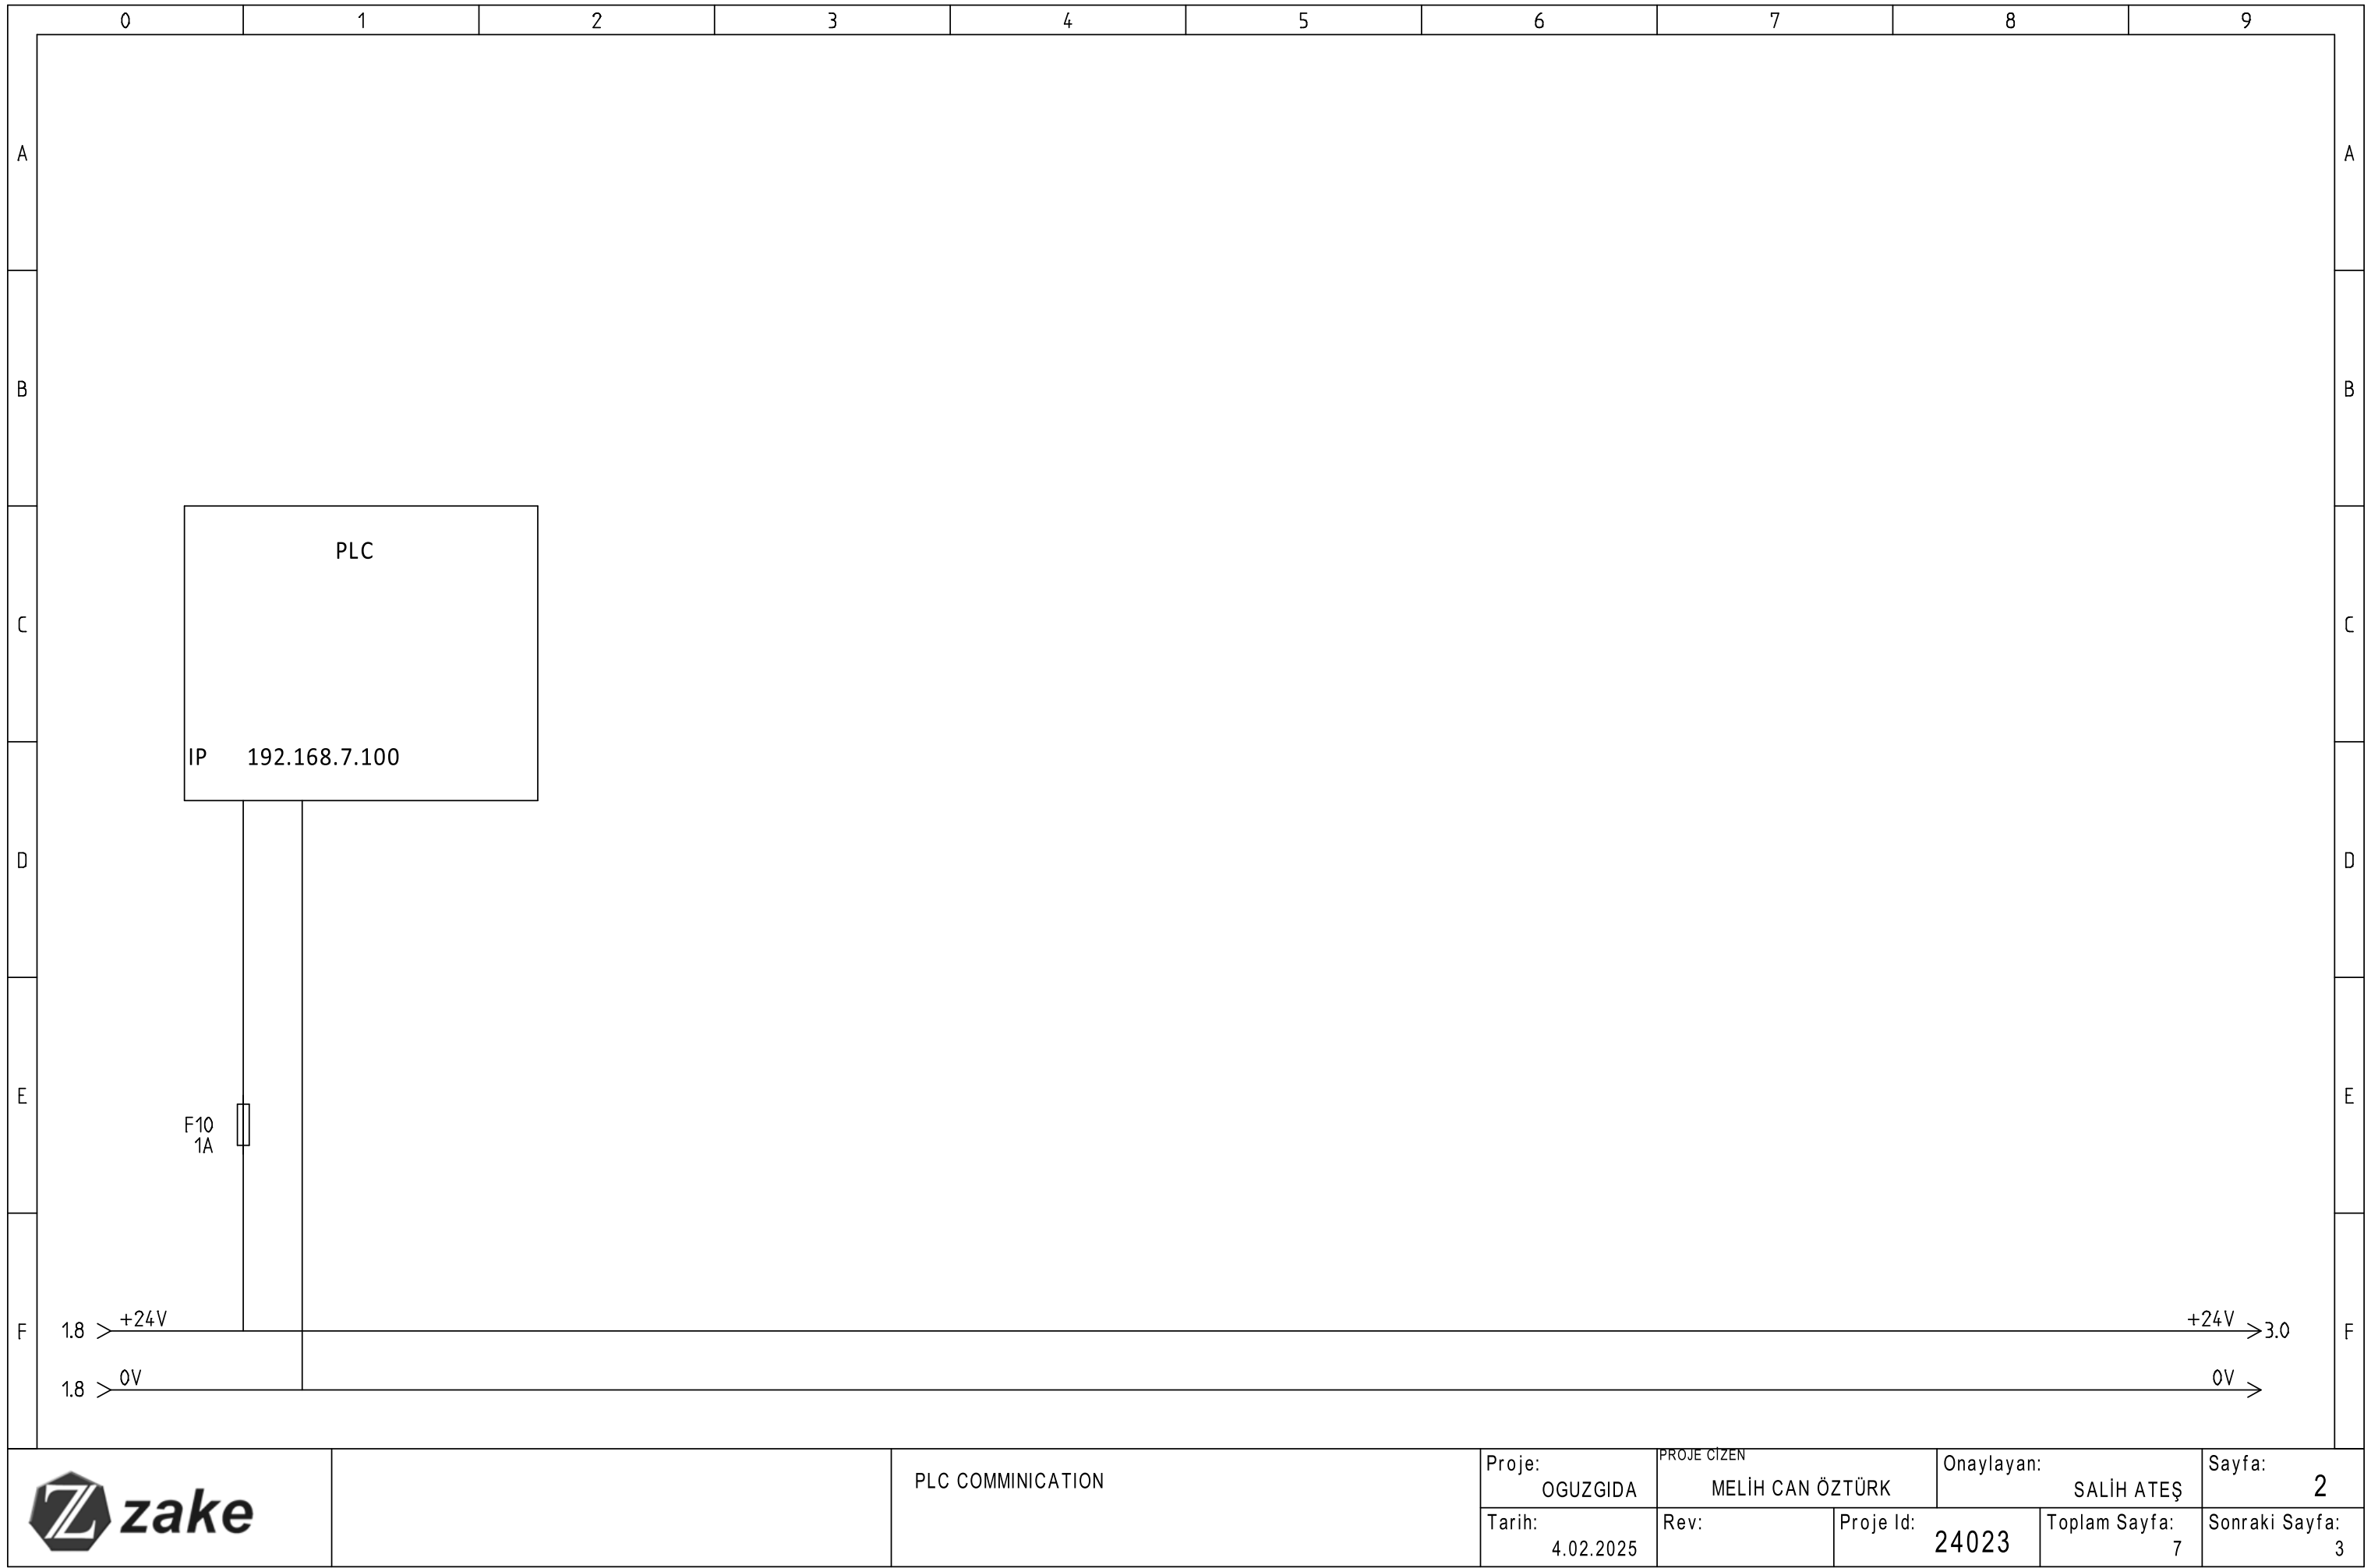 0 1 2 3 4 5 6 7 8 9
A A
B B
PLC
C C
IP 192.168.7.100
D D
E E
F10
1A
+24V +24V
F 1.8 3.0 F
0V 0V
1.8
zake
PLC COMMINICATION
Proje:
OGUZGIDA
PROJE CİZEN
MELİH CAN ÖZTÜRK
Onaylayan:
SALİH ATEŞ
Sayfa:
2
Tarih:
4.02.2025
Rev:
Proje Id:
24023
Toplam Sayfa:
7
Sonraki Sayfa:
3